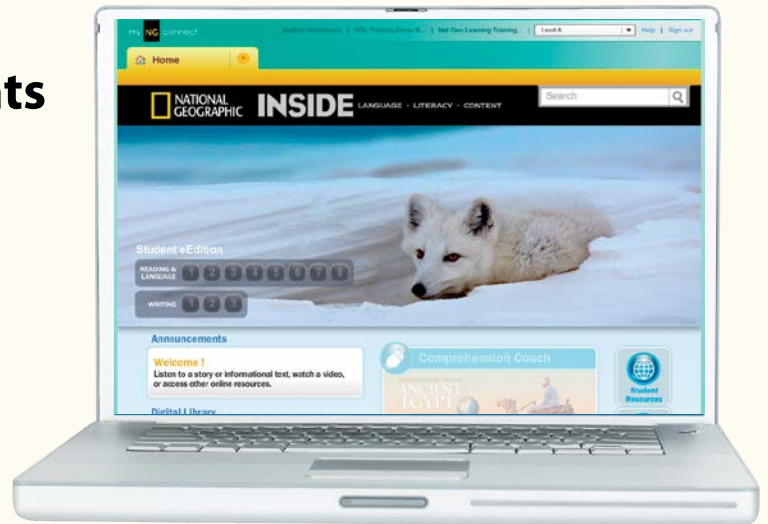 nts
my NG connect
Level A Help | Sign out
Home
NATIONAL
GEOGRAPHIC INSIDE LANGUAGE · LITERACY · CONTENT Search
Student eEdition
READING &
LANGUAGE 1 2 3 4 5 6 7 8
WRITING 1 2 3
Announcements
Welcome !
Listen to a story or informational text, watch a video,
or access other online resources.
Comprehension Coach
ANCIENT
EGYPT
Student
Resources
Digital Library